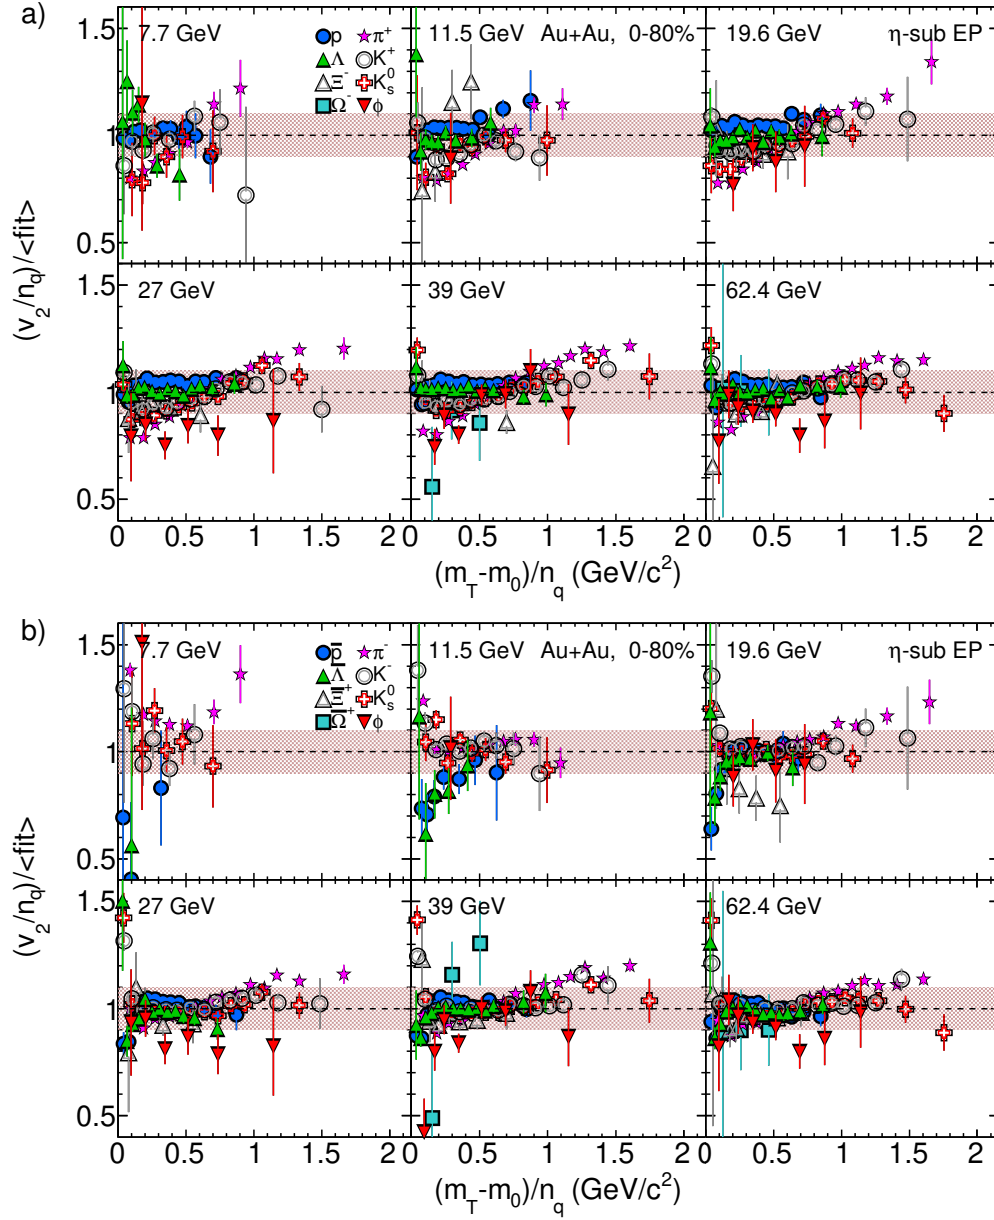 a)
7.7 GeV
p π⁺
Λ K⁺
Ξ⁻ K⁰ₛ
Ω⁻ ϕ
11.5 GeV Au+Au, 0-80%
19.6 GeV η-sub EP
1.5
1
0.5
(v₂/n_q)/<fit>
27 GeV
39 GeV
62.4 GeV
1.5
1
0.5
0 0.5 1 1.5 2
0 0.5 1 1.5 2
0 0.5 1 1.5 2
(m_T-m₀)/n_q (GeV/c²)
b)
7.7 GeV
p̅ π⁻
Λ̅ K⁻
Ξ̅⁺ K⁰ₛ
Ω̅⁺ ϕ
11.5 GeV Au+Au, 0-80%
19.6 GeV η-sub EP
1.5
1
0.5
(v₂/n_q)/<fit>
27 GeV
39 GeV
62.4 GeV
1.5
1
0.5
0 0.5 1 1.5 2
0 0.5 1 1.5 2
0 0.5 1 1.5 2
(m_T-m₀)/n_q (GeV/c²)